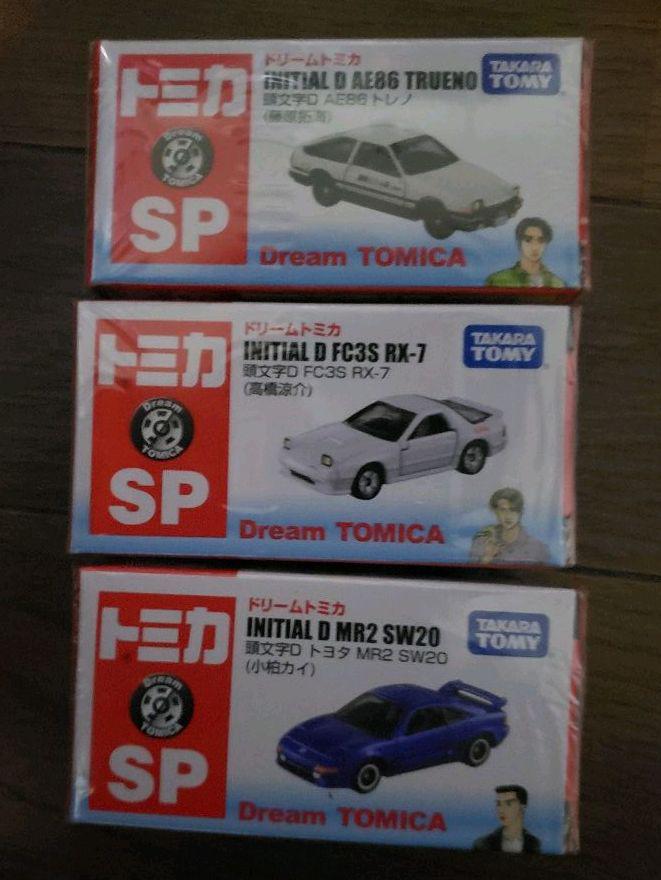 トミカ
Dream
TOMICA
SP
ドリームトミカ
INITIAL D AE86 TRUENO
頭文字D AE86 トレノ
(藤原拓海)
TAKARA
TOMY
Dream TOMICA
トミカ
Dream
TOMICA
SP
ドリームトミカ
INITIAL D FC3S RX-7
頭文字D FC3S RX-7
(高橋涼介)
TAKARA
TOMY
Dream TOMICA
トミカ
Dream
TOMICA
SP
ドリームトミカ
INITIAL D MR2 SW20
頭文字D トヨタ MR2 SW20
(小柏カイ)
TAKARA
TOMY
Dream TOMICA